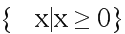 { x|x ≥ 0}